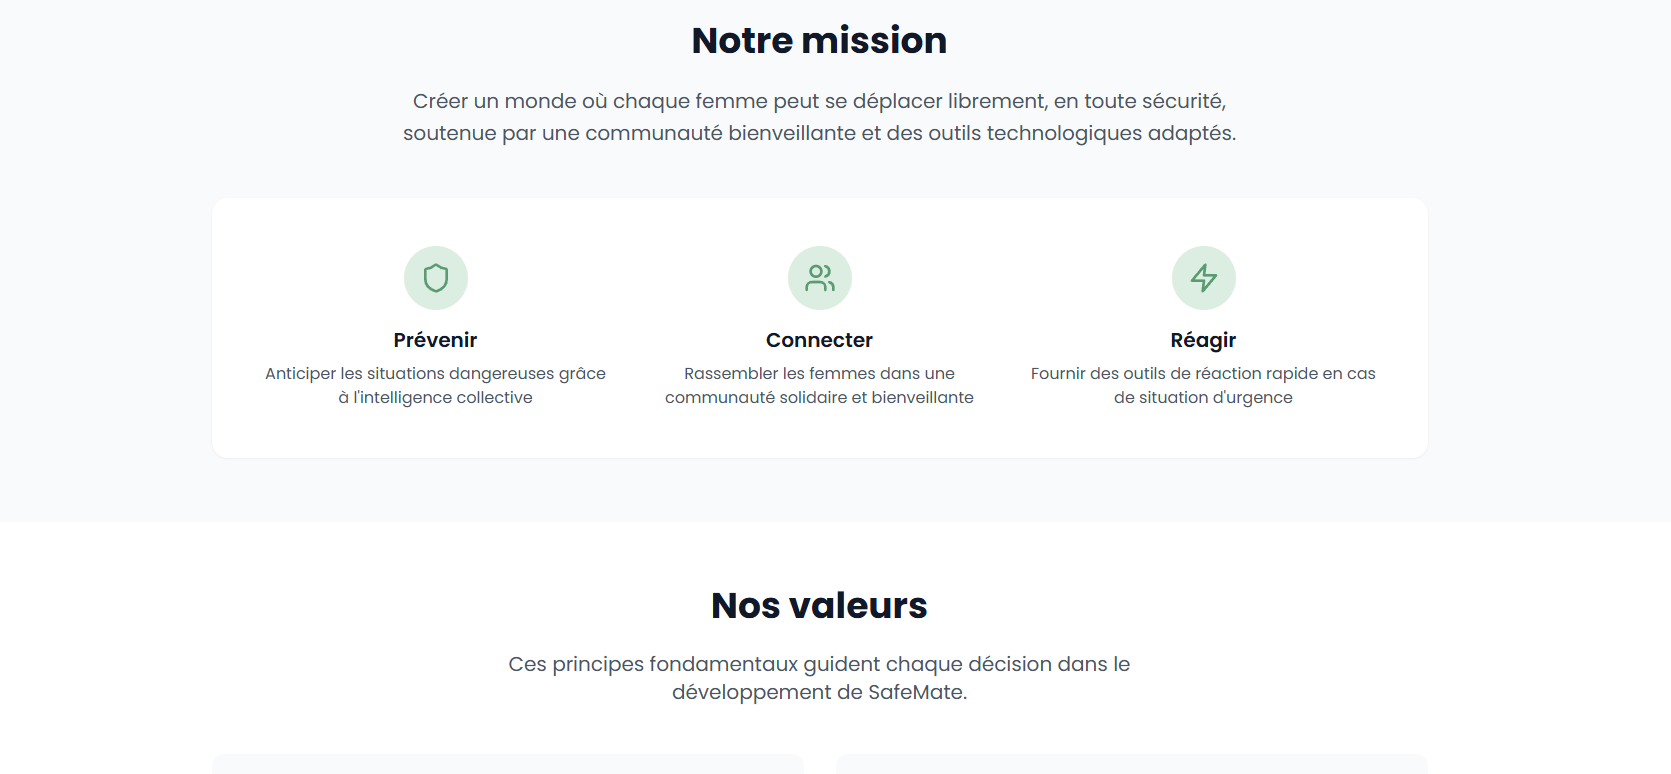 Notre mission
Créer un monde où chaque femme peut se déplacer librement, en toute sécurité,
soutenue par une communauté bienveillante et des outils technologiques adaptés.
Prévenir
Anticiper les situations dangereuses grâce
à l'intelligence collective
Connecter
Rassembler les femmes dans une
communauté solidaire et bienveillante
Réagir
Fournir des outils de réaction rapide en cas
de situation d'urgence
Nos valeurs
Ces principes fondamentaux guident chaque décision dans le
développement de SafeMate.